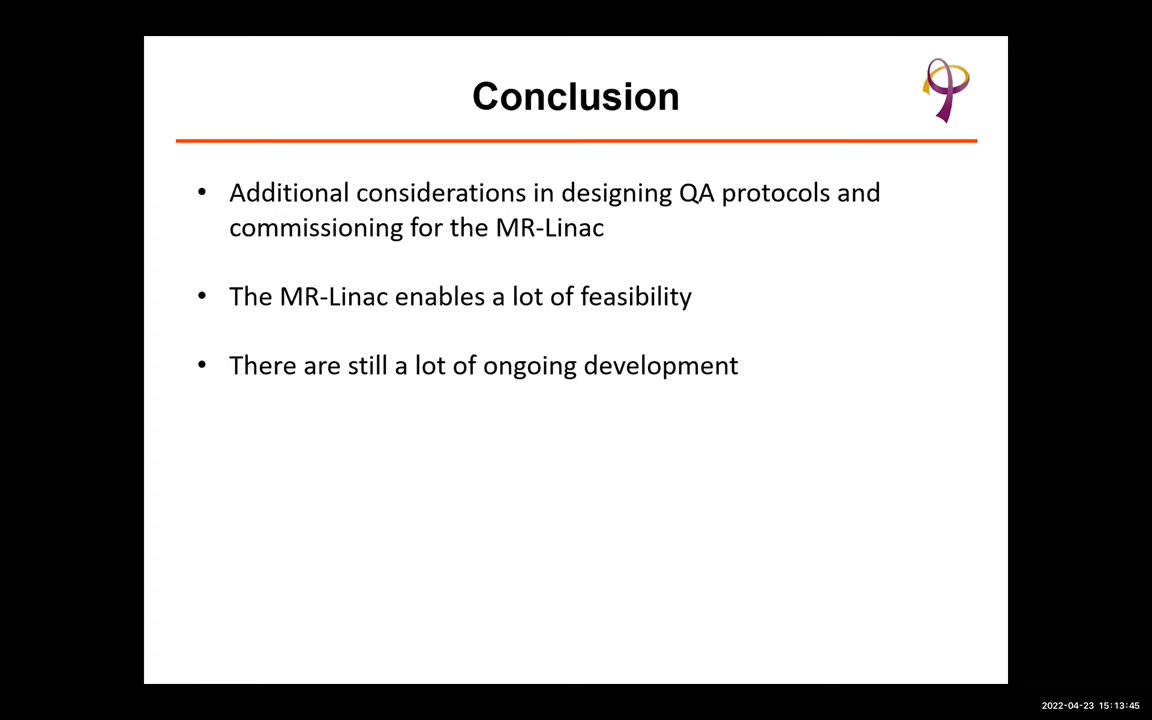 Conclusion
• Additional considerations in designing QA protocols and
commissioning for the MR-Linac
• The MR-Linac enables a lot of feasibility
• There are still a lot of ongoing development
2022-04-23 15:13:45